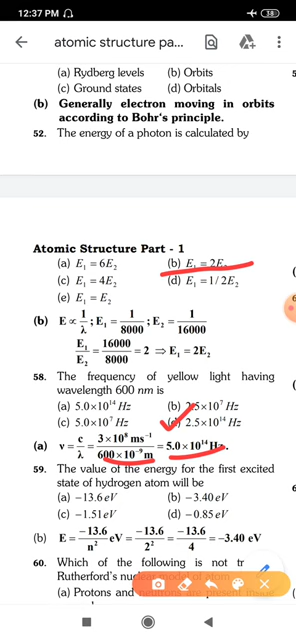 12:37 PM
38
atomic structure pa...
(a) Rydberg levels (b) Orbits
(c) Ground states (d) Orbitals
(b) Generally electron moving in orbits
according to Bohr's principle.
52. The energy of a photon is calculated by
Atomic Structure Part - 1
(a) E₁ = 6E₂ (b) E₁ = 2E₂
(c) E₁ = 4E₂ (d) E₁ = 1/2E₂
(e) E₁ = E₂
(b) E ∝ 1/λ ; E₁ = 1/8000 ; E₂ = 1/16000
E₁/E₂ = 16000/8000 = 2 ⇒ E₁ = 2E₂
58. The frequency of yellow light having
wavelength 600 nm is
(a) 5.0×10¹⁴ Hz (b) 2.5×10⁷ Hz
(c) 5.0×10⁷ Hz (d) 2.5×10¹⁴ Hz
(a) ν = c/λ = 3×10⁸ ms⁻¹/600×10⁻⁹ m = 5.0×10¹⁴ Hz.
59. The value of the energy for the first excited
state of hydrogen atom will be
(a) −13.6 eV (b) −3.40 eV
(c) −1.51 eV (d) −0.85 eV
(b) E = −13.6/n² eV = −13.6/2² = −13.6/4 = −3.40 eV
60. Which of the following is not tr
Rutherford's
(a) Protons and